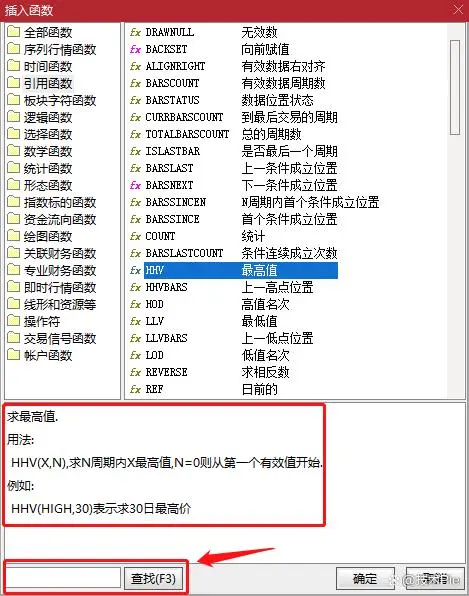 插入函数
全部函数
序列行情函数
时间函数
引用函数
板块字符函数
逻辑函数
选择函数
数学函数
统计函数
形态函数
指数标的函数
资金流向函数
绘图函数
关联财务函数
专业财务函数
即时行情函数
线形和资源等
操作符
交易信号函数
帐户函数
fx DRAWNULL 无效数
fx BACKSET 向前赋值
fx ALIGNRIGHT 有效数据右对齐
fx BARSCOUNT 有效数据周期数
fx BARSTATUS 数据位置状态
fx CURRBARSCOUNT 到最后交易的周期
fx TOTALBARSCOUNT 总的周期数
fx ISLASTBAR 是否最后一个周期
fx BARSLAST 上一条件成立位置
fx BARSNEXT 下一条件成立位置
fx BARSSINCEN N周期内首个条件成立位置
fx BARSSINCE 首个条件成立位置
fx COUNT 统计
fx BARSLASTCOUNT 条件连续成立次数
fx HHV 最高值
fx HHVBARS 上一高点位置
fx HOD 高值名次
fx LLV 最低值
fx LLVBARS 上一低点位置
fx LOD 低值名次
fx REVERSE 求相反数
fx REF 日前的
求最高值.
用法:
HHV(X,N),求N周期内X最高值,N=0则从第一个有效值开始.
例如:
HHV(HIGH,30)表示求30日最高价
查找(F3) 确定 取消